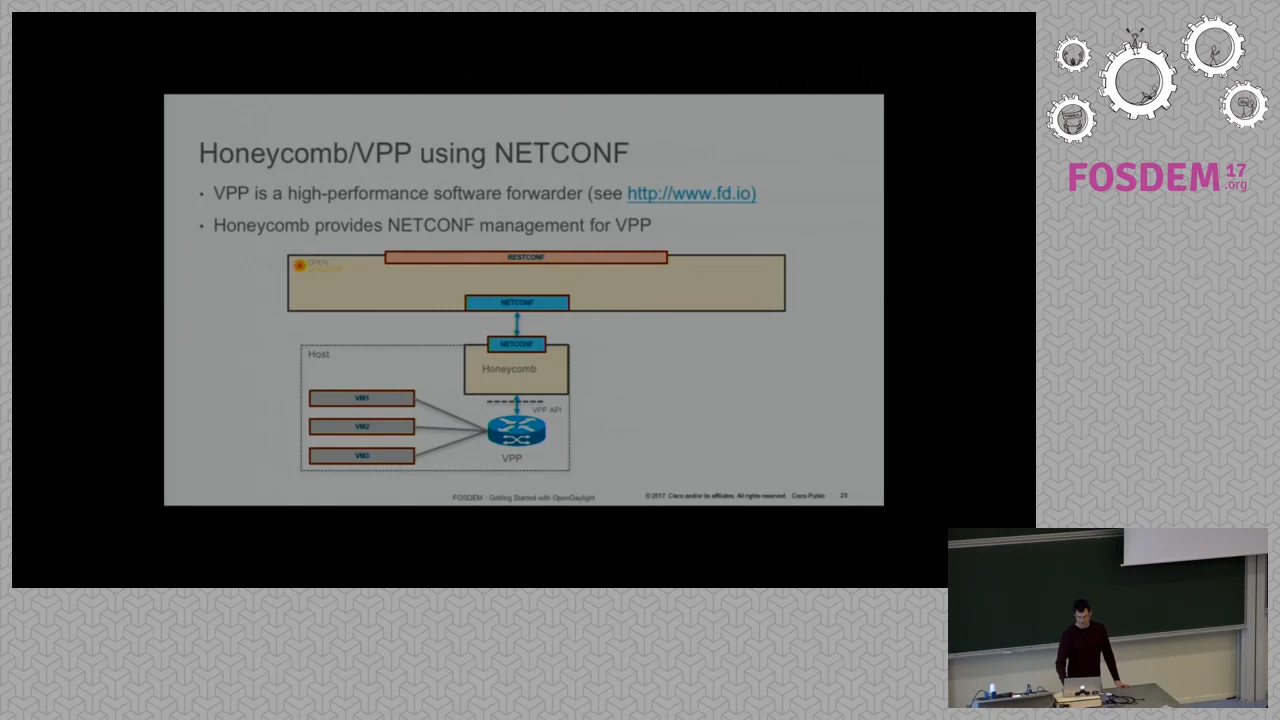 Honeycomb/VPP using NETCONF
• VPP is a high-performance software forwarder (see http://www.fd.io)
• Honeycomb provides NETCONF management for VPP
RESTCONF
OPEN
NETCONF
NETCONF
Host
Honeycomb
VM1
VPP API
VM2
VM3
VPP
FOSDEM - Getting Started with OpenDaylight
© 2017 Cisco and/or its affiliates. All rights reserved. Cisco Public
23
FOSDEM 17
.org